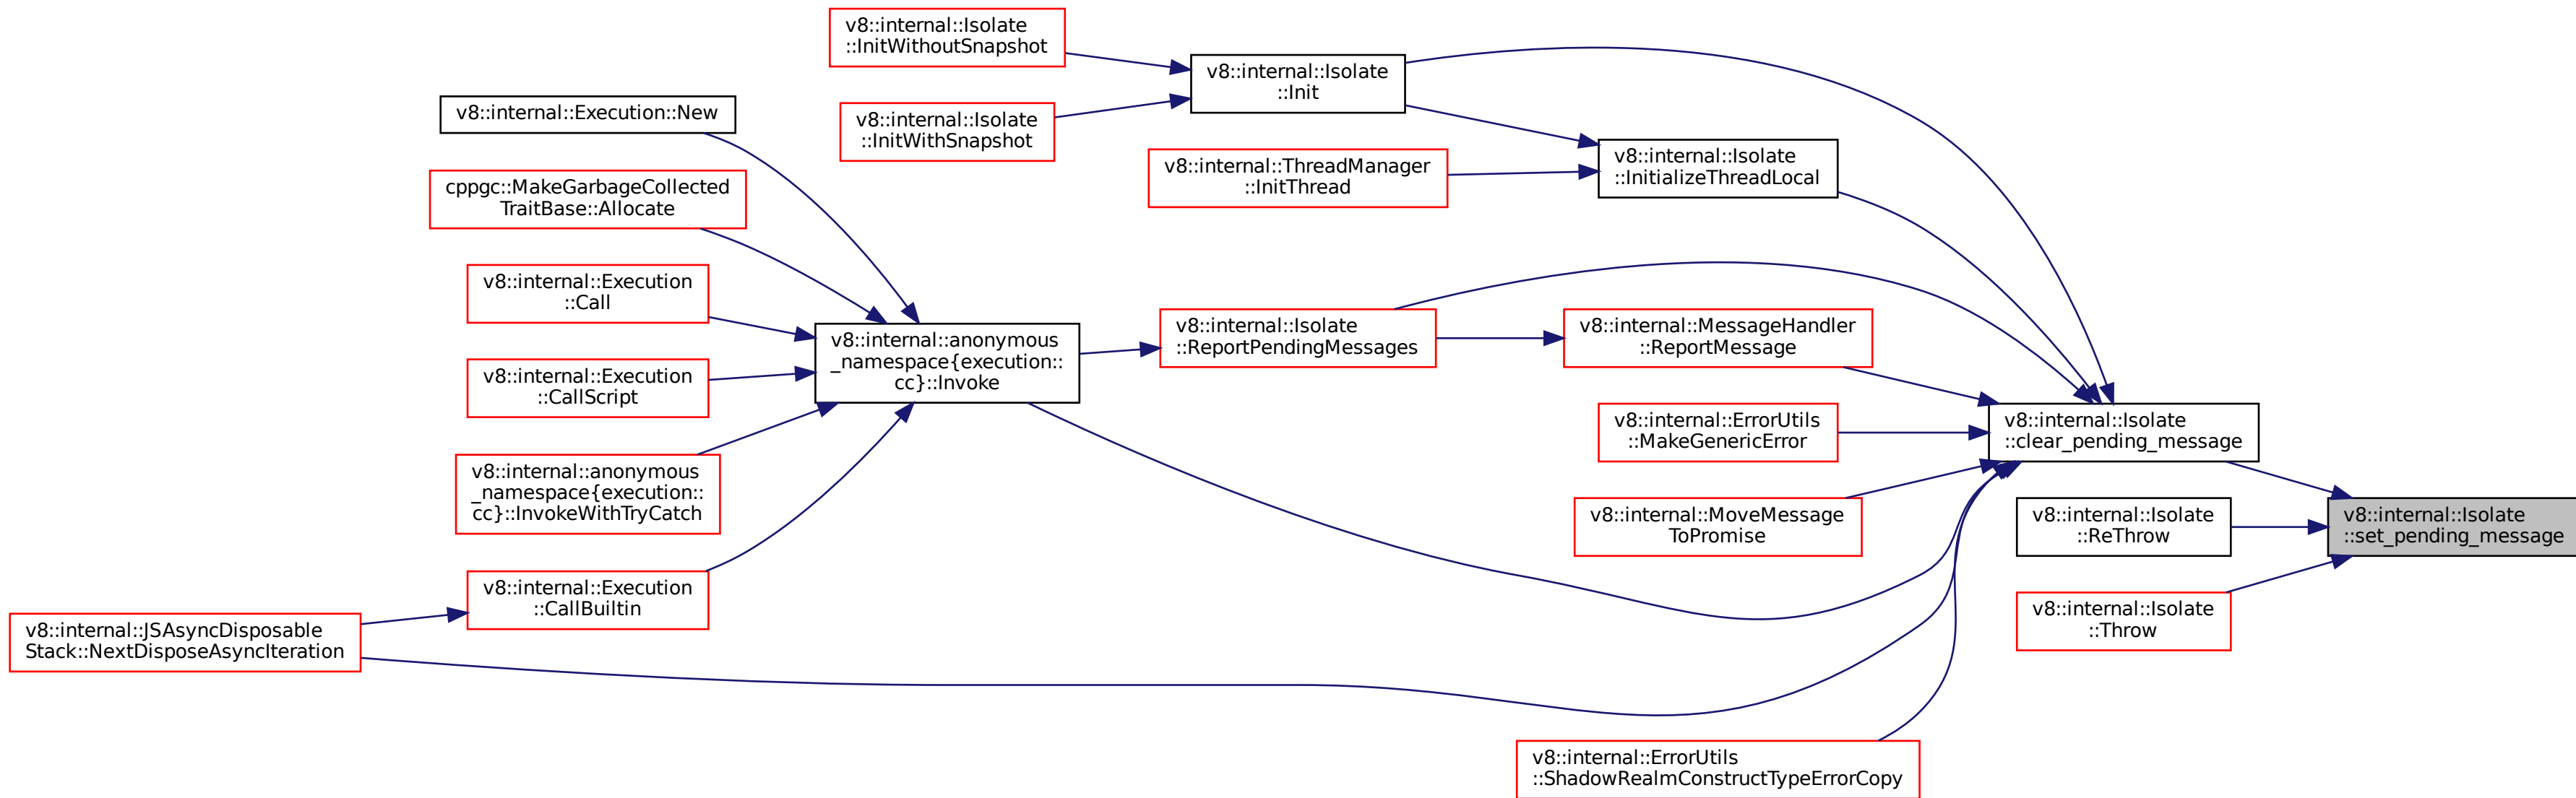 v8::internal::Isolate
::InitWithoutSnapshot
v8::internal::Isolate
::Init
v8::internal::Execution::New
v8::internal::Isolate
::InitWithSnapshot
v8::internal::Isolate
::InitializeThreadLocal
v8::internal::ThreadManager
::InitThread
cppgc::MakeGarbageCollected
TraitBase::Allocate
v8::internal::Execution
::Call
v8::internal::anonymous
_namespace{execution::
cc}::Invoke
v8::internal::Isolate
::ReportPendingMessages
v8::internal::MessageHandler
::ReportMessage
v8::internal::Execution
::CallScript
v8::internal::ErrorUtils
::MakeGenericError
v8::internal::Isolate
::clear_pending_message
v8::internal::anonymous
_namespace{execution::
cc}::InvokeWithTryCatch
v8::internal::MoveMessage
ToPromise
v8::internal::Isolate
::ReThrow
v8::internal::Isolate
::set_pending_message
v8::internal::Execution
::CallBuiltin
v8::internal::Isolate
::Throw
v8::internal::JSAsyncDisposable
Stack::NextDisposeAsyncIteration
v8::internal::ErrorUtils
::ShadowRealmConstructTypeErrorCopy